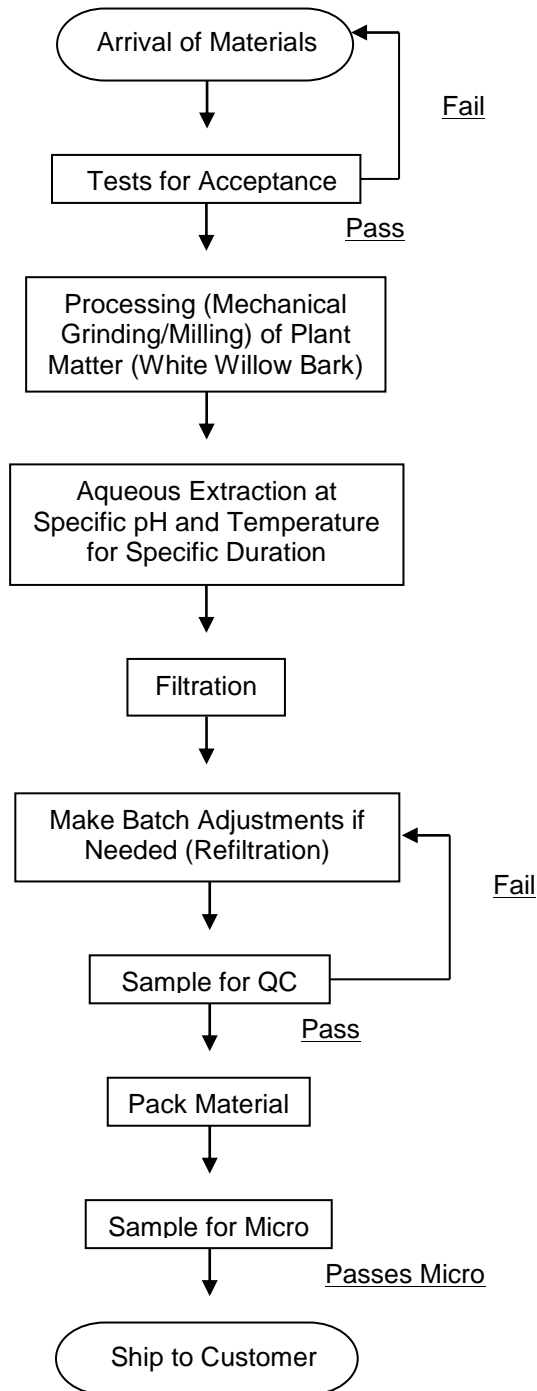 Arrival of Materials
Fail
Tests for Acceptance
Pass
Processing (Mechanical
Grinding/Milling) of Plant
Matter (White Willow Bark)
Aqueous Extraction at
Specific pH and Temperature
for Specific Duration
Filtration
Make Batch Adjustments if
Needed (Refiltration)
Fail
Sample for QC
Pass
Pack Material
Sample for Micro
Passes Micro
Ship to Customer